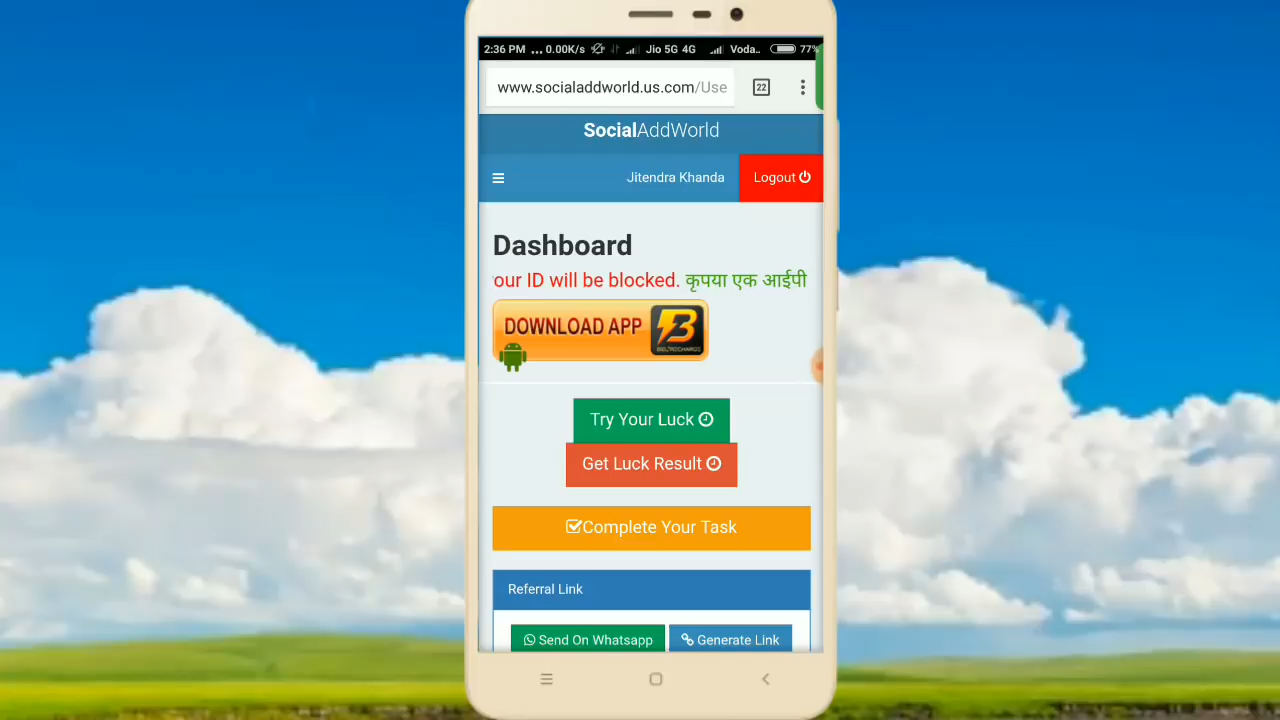 2:36 PM ... 0.00K/s Jio 5G 4G Voda.. 77%
www.socialaddworld.us.com/Use 22
SocialAddWorld
Jitendra Khanda Logout
Dashboard
our ID will be blocked. कृपया एक आईपी
DOWNLOAD APP
Try Your Luck
Get Luck Result
Complete Your Task
Referral Link
Send On Whatsapp Generate Link